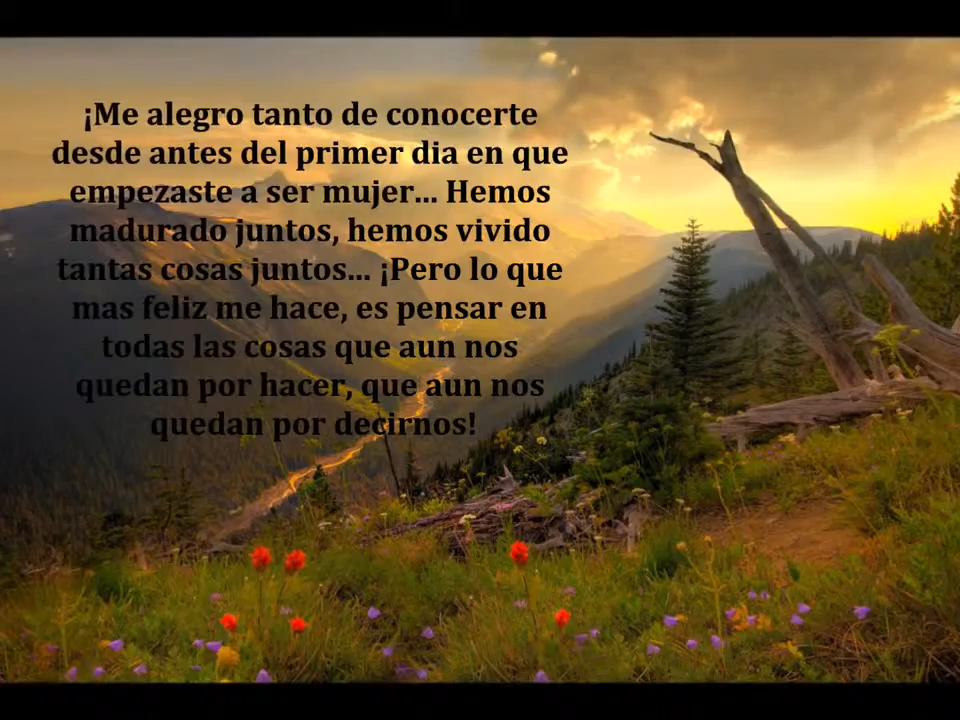 ¡Me alegro tanto de conocerte
desde antes del primer dia en que
empezaste a ser mujer... Hemos
madurado juntos, hemos vivido
tantas cosas juntos... ¡Pero lo que
mas feliz me hace, es pensar en
todas las cosas que aun nos
quedan por hacer, que aun nos
quedan por decirnos!